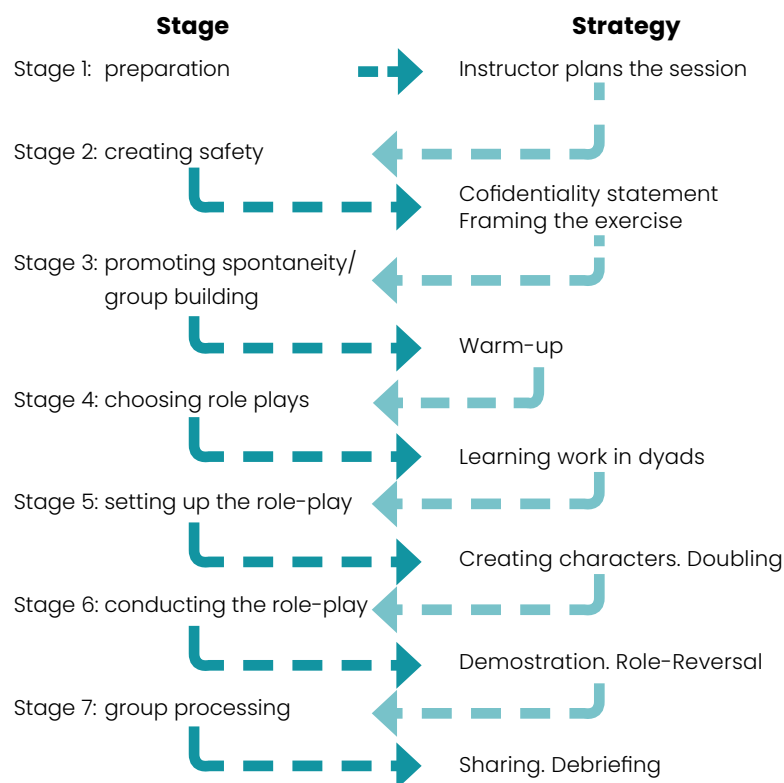 Stage Strategy
Stage 1: preparation Instructor plans the session
Stage 2: creating safety
Cofidentiality statement
Framing the exercise
Stage 3: promoting spontaneity/
group building
Warm-up
Stage 4: choosing role plays
Learning work in dyads
Stage 5: setting up the role-play
Creating characters. Doubling
Stage 6: conducting the role-play
Demostration. Role-Reversal
Stage 7: group processing
Sharing. Debriefing